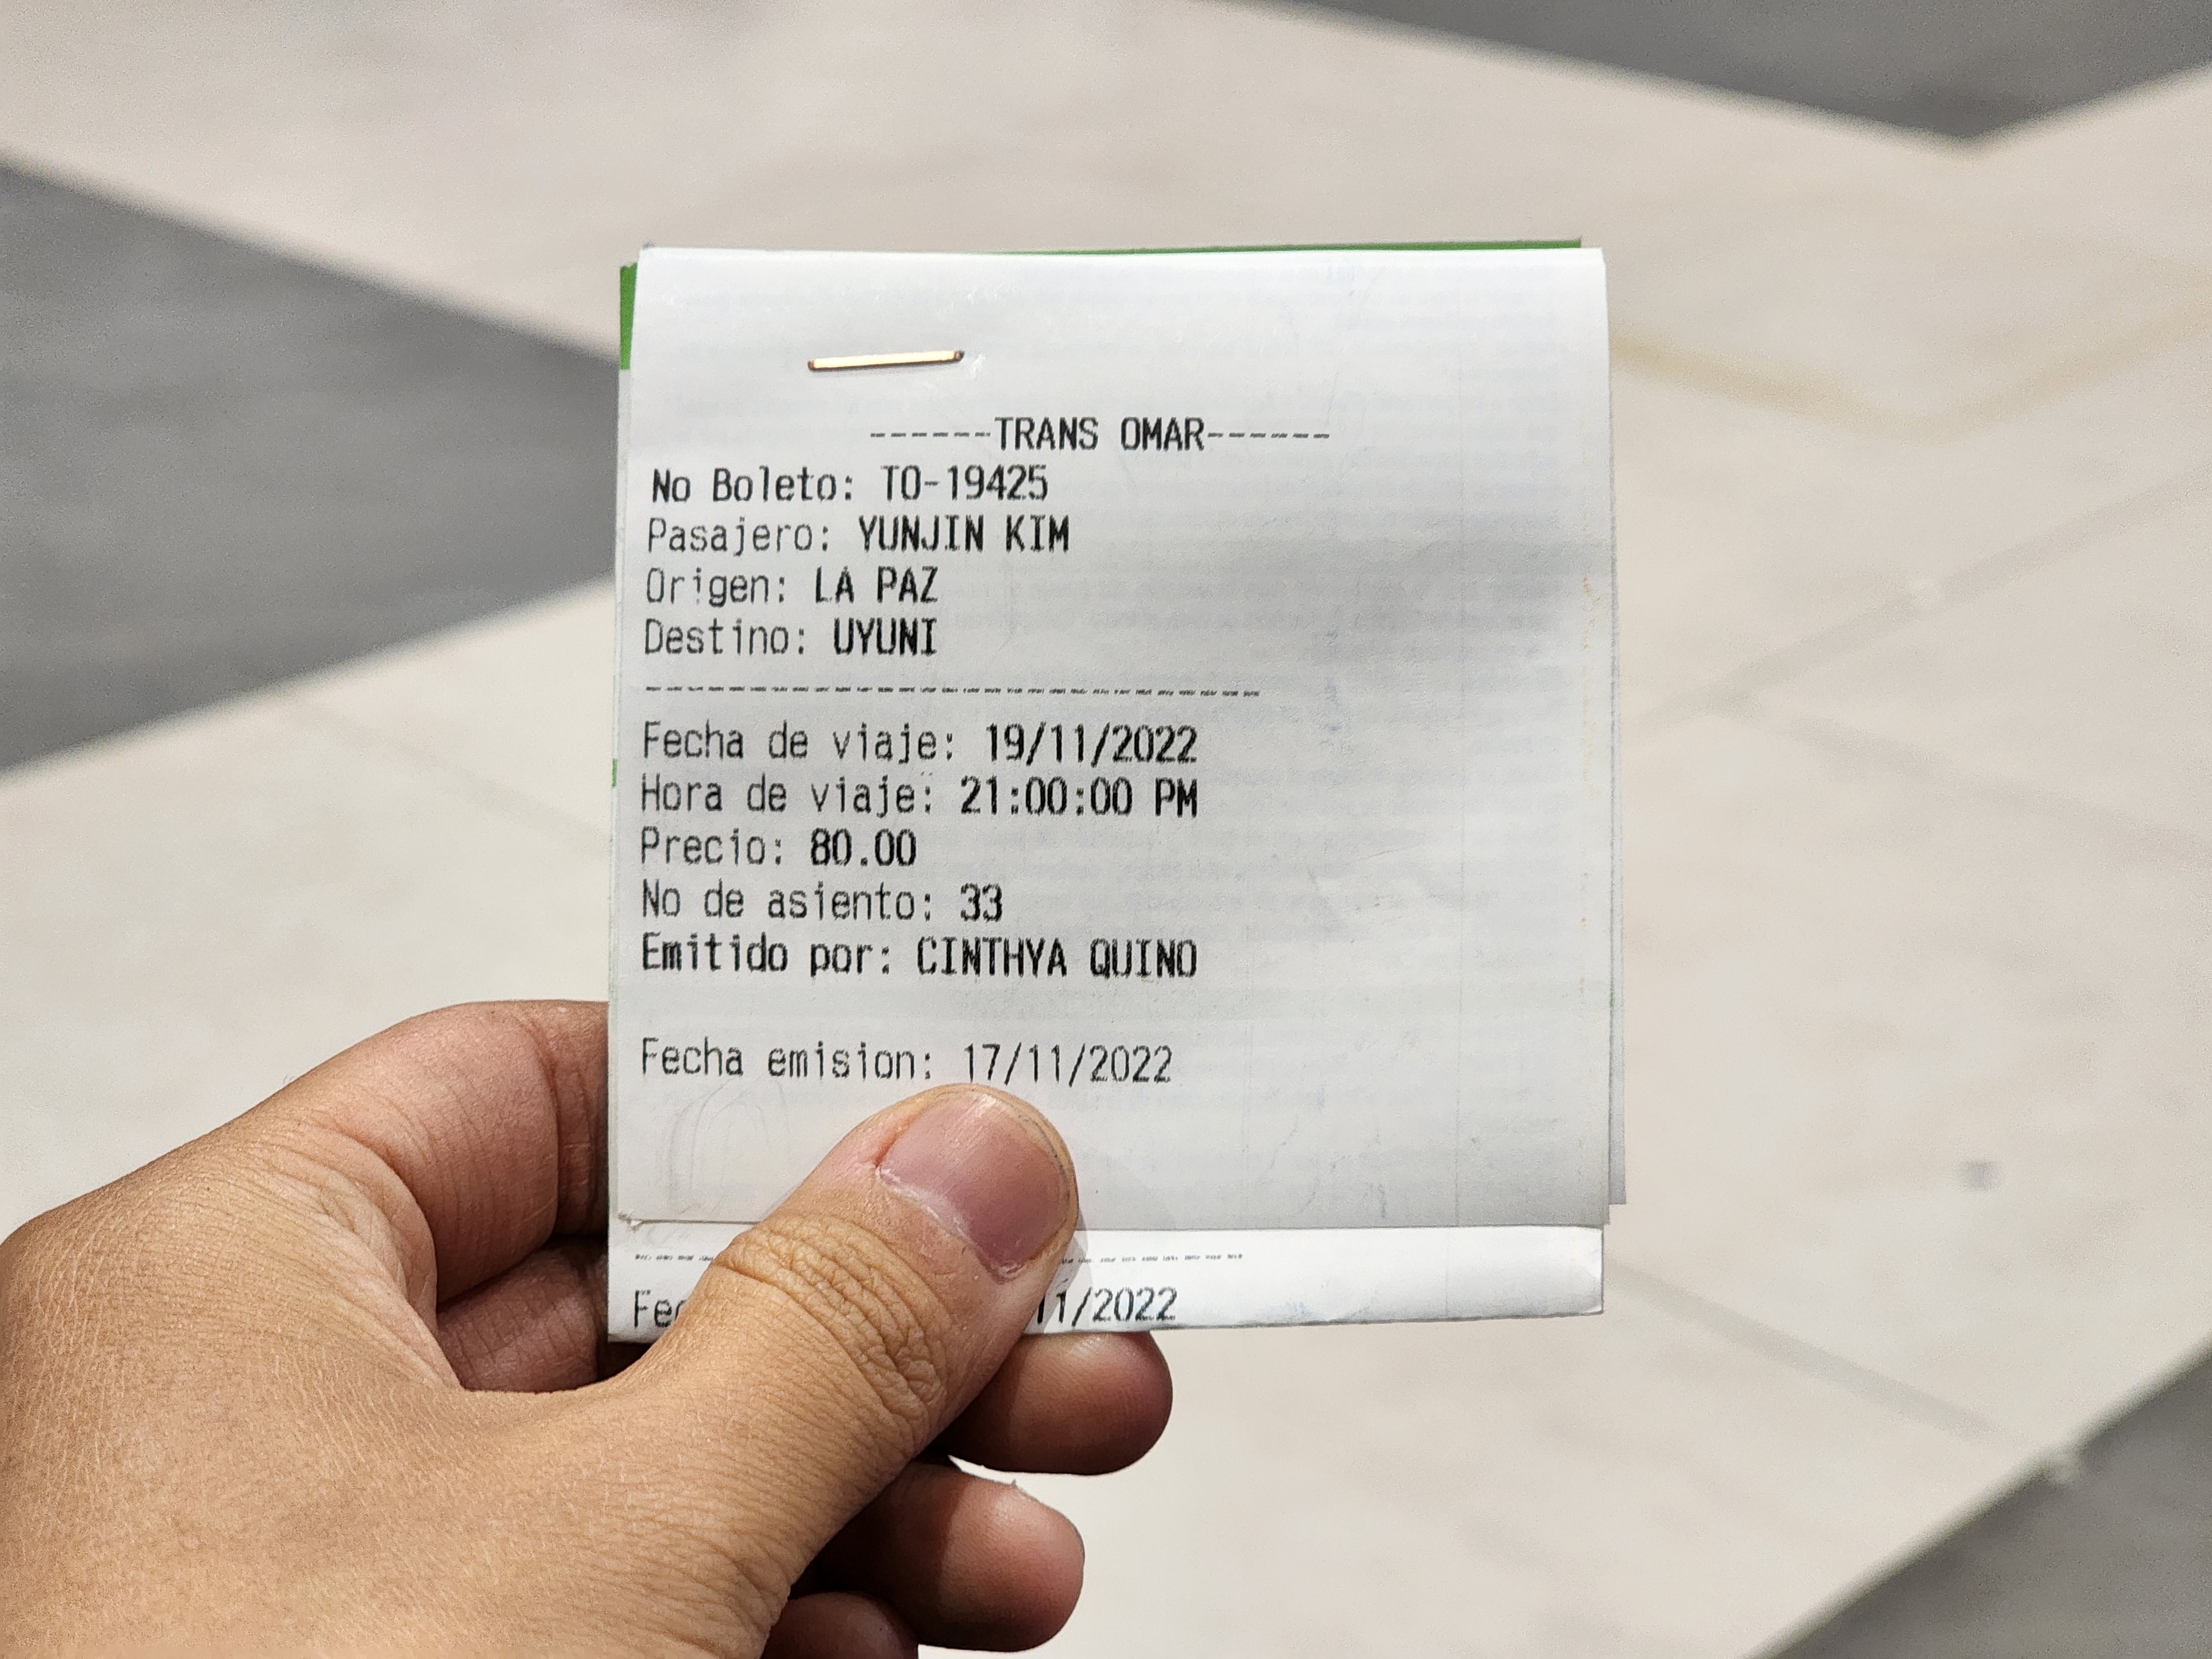 ------TRANS OMAR------
No Boleto: TO-19425
Pasajero: YUNJIN KIM
Origen: LA PAZ
Destino: UYUNI
-----------------------------
Fecha de viaje: 19/11/2022
Hora de viaje: 21:00:00 PM
Precio: 80.00
No de asiento: 33
Emitido por: CINTHYA QUINO
Fecha emision: 17/11/2022
11/2022